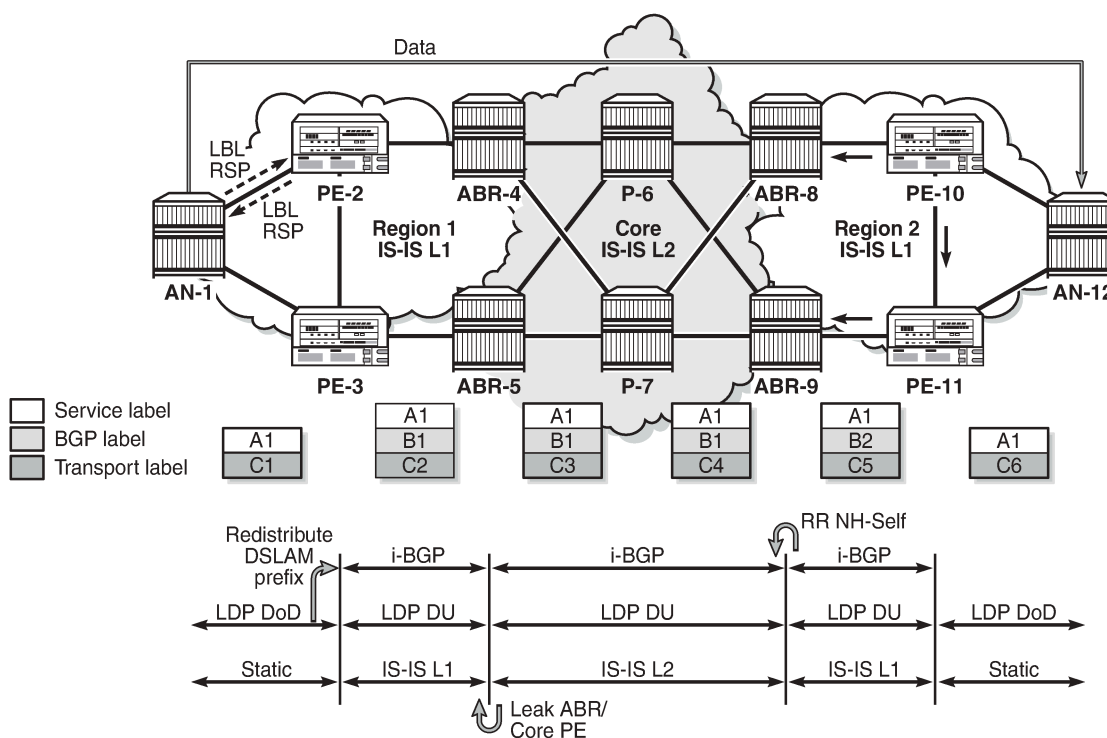 Data
LBL
RSP
LBL
RSP
PE-2
ABR-4
P-6
ABR-8
PE-10
Region 1
IS-IS L1
Core
IS-IS L2
Region 2
IS-IS L1
AN-1
AN-12
PE-3
ABR-5
P-7
ABR-9
PE-11
Service label
BGP label
Transport label
A1
C1
A1
B1
C2
A1
B1
C3
A1
B1
C4
A1
B2
C5
A1
C6
Redistribute
DSLAM
prefix
RR NH-Self
i-BGP
i-BGP
i-BGP
LDP DoD
LDP DU
LDP DU
LDP DU
LDP DoD
Static
IS-IS L1
IS-IS L2
IS-IS L1
Static
Leak ABR/
Core PE